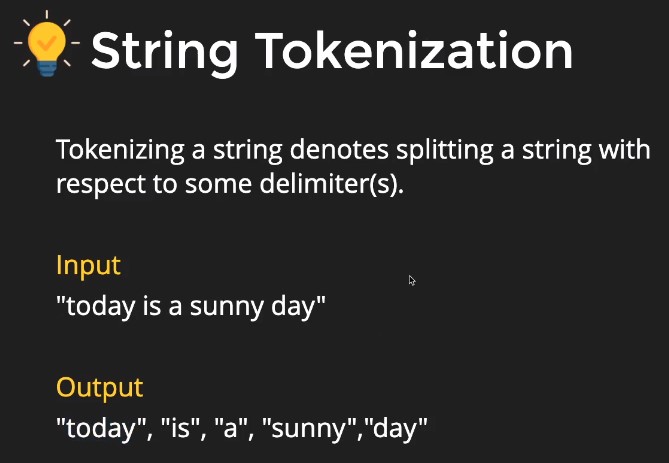 String Tokenization
Tokenizing a string denotes splitting a string with
respect to some delimiter(s).
Input
"today is a sunny day"
Output
"today", "is", "a", "sunny","day"